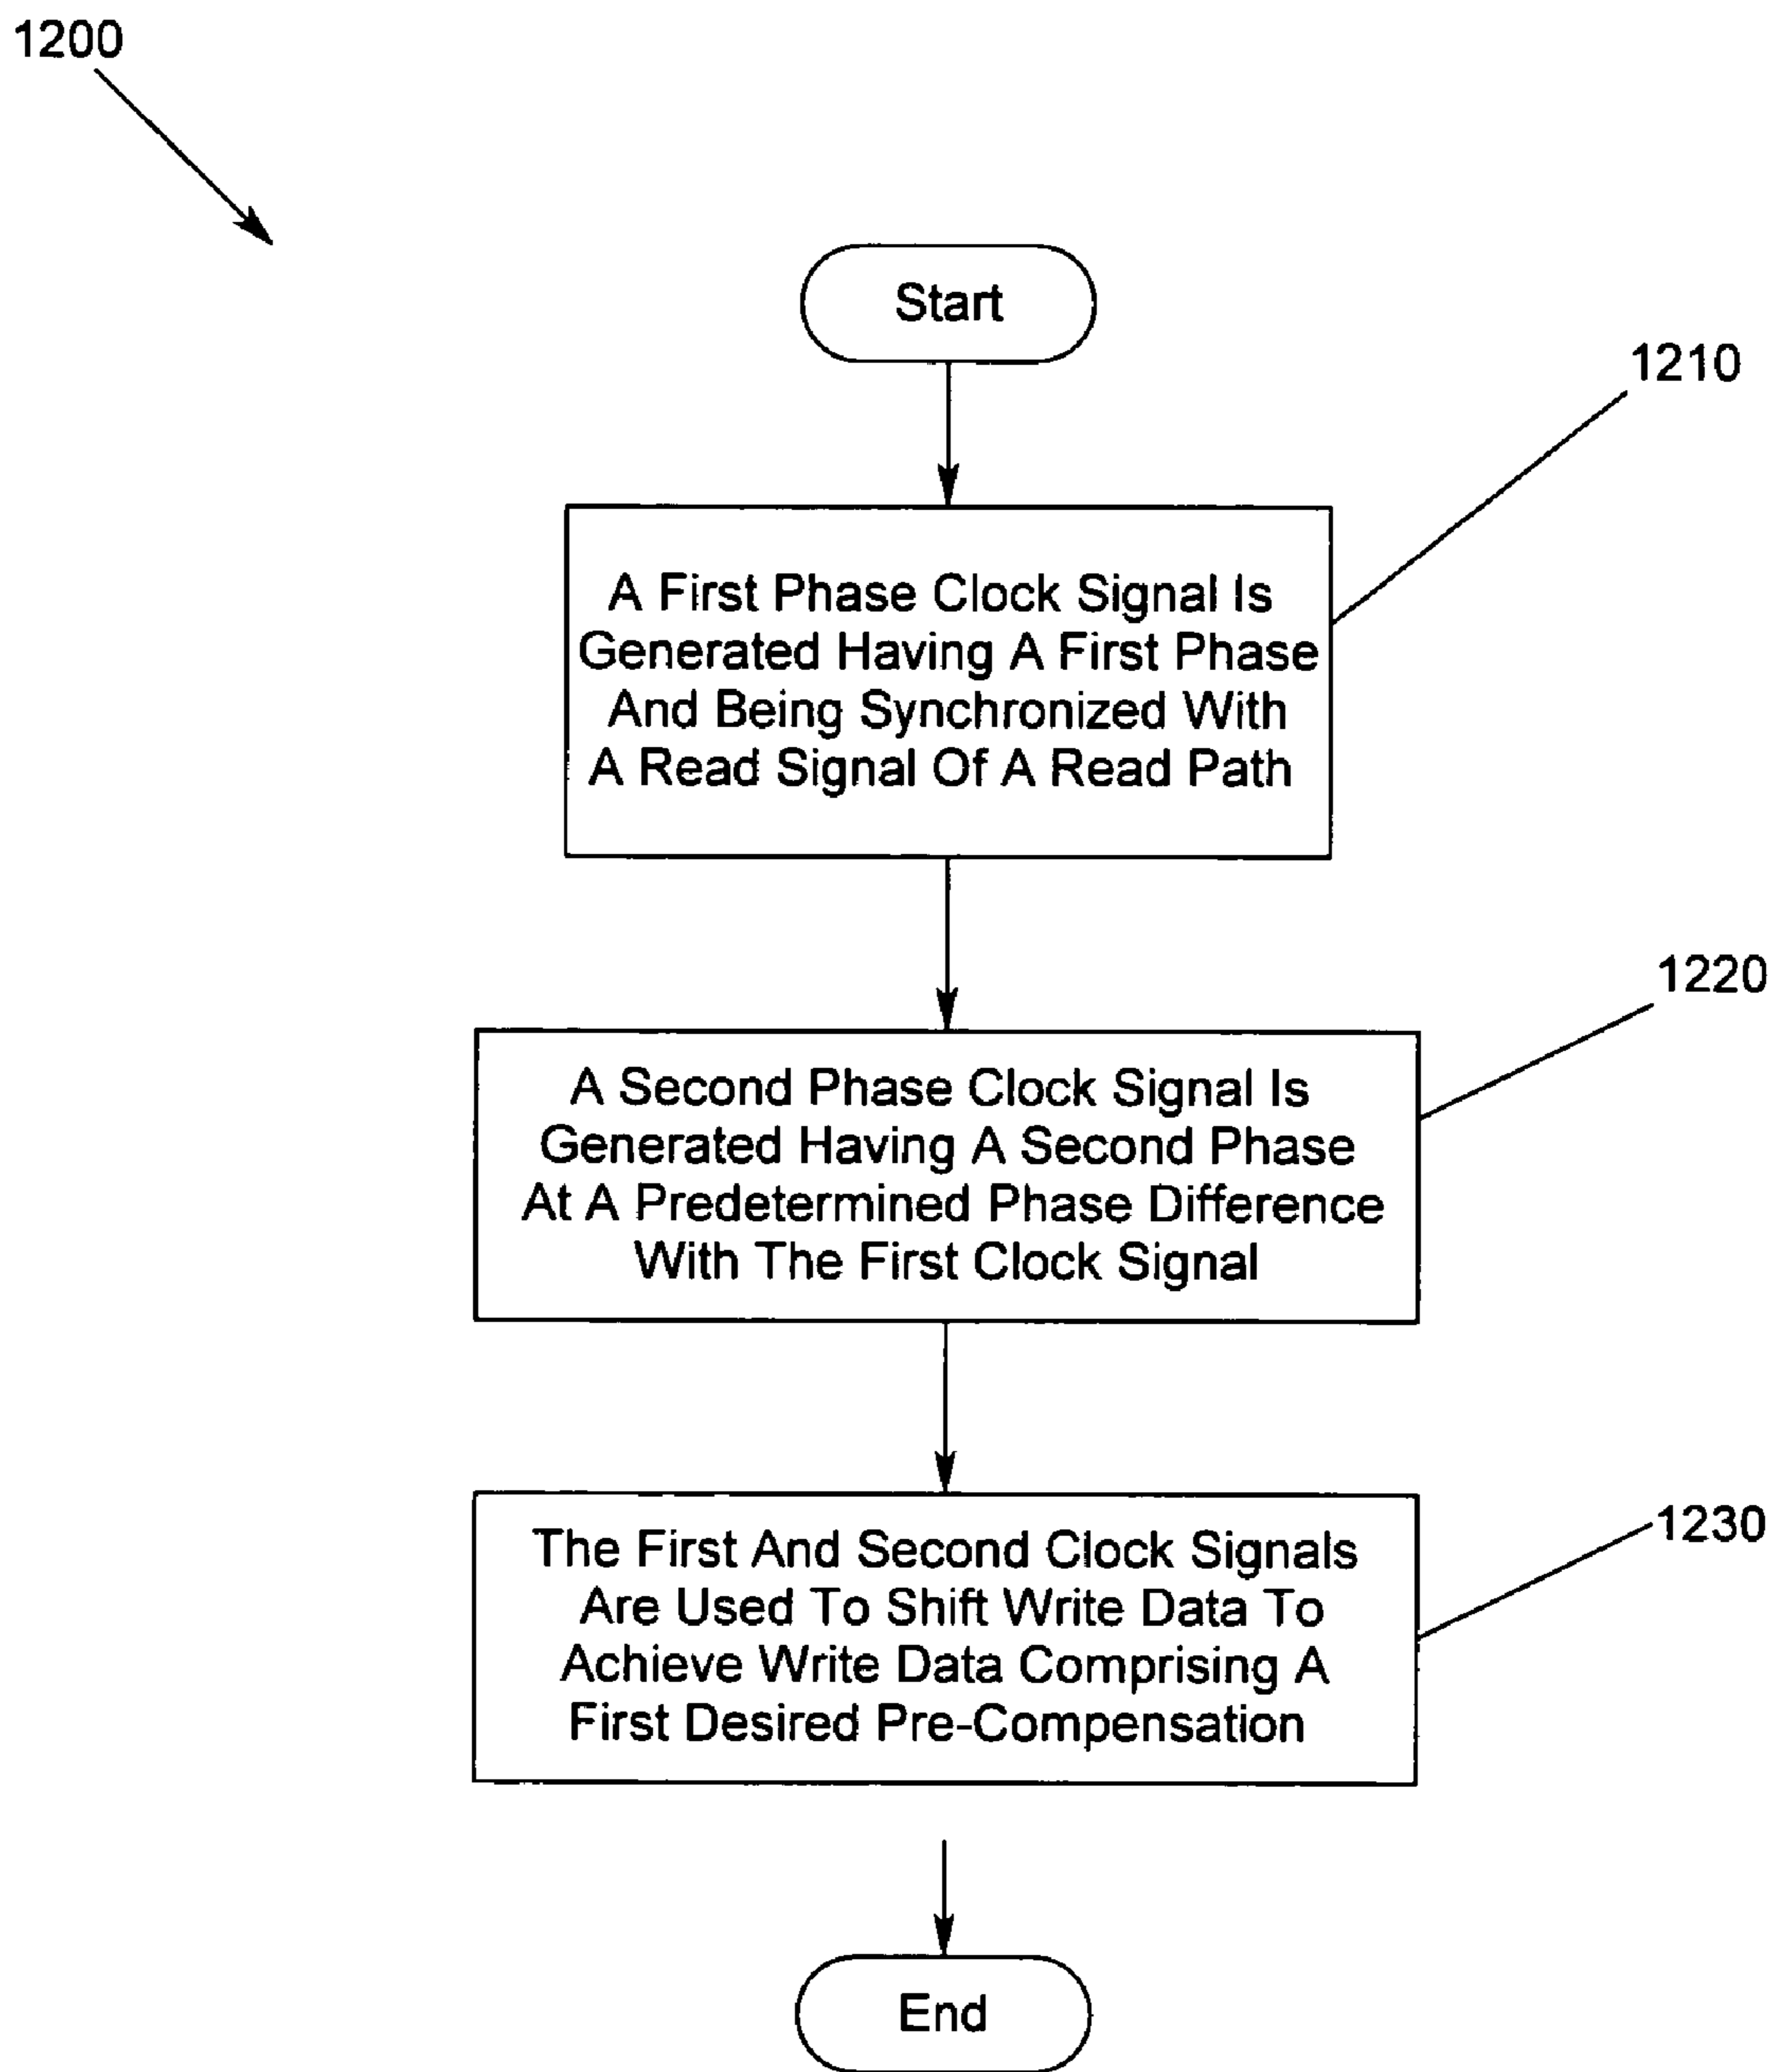 1200
Start
1210
A First Phase Clock Signal Is
Generated Having A First Phase
And Being Synchronized With
A Read Signal Of A Read Path
1220
A Second Phase Clock Signal Is
Generated Having A Second Phase
At A Predetermined Phase Difference
With The First Clock Signal
1230
The First And Second Clock Signals
Are Used To Shift Write Data To
Achieve Write Data Comprising A
First Desired Pre-Compensation
End